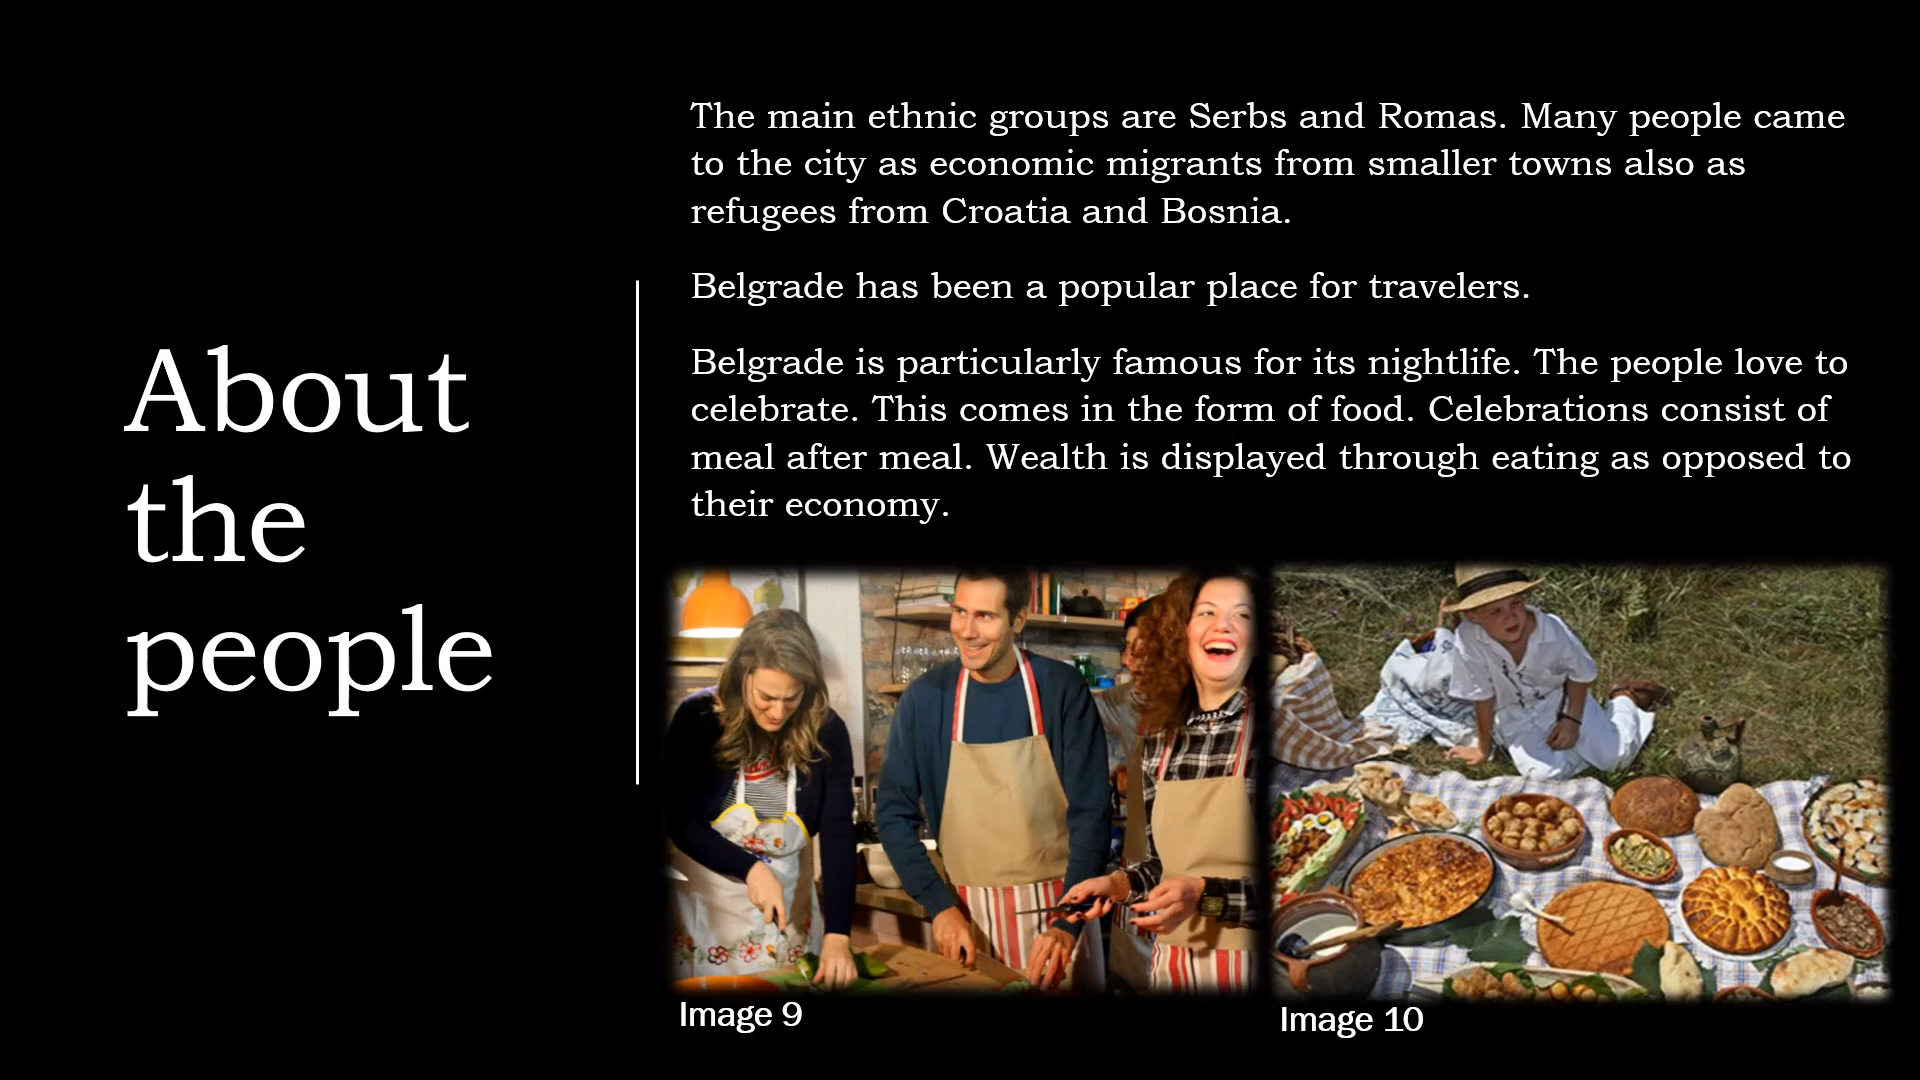 About
the
people
The main ethnic groups are Serbs and Romas. Many people came
to the city as economic migrants from smaller towns also as
refugees from Croatia and Bosnia.
Belgrade has been a popular place for travelers.
Belgrade is particularly famous for its nightlife. The people love to
celebrate. This comes in the form of food. Celebrations consist of
meal after meal. Wealth is displayed through eating as opposed to
their economy.
Image 9
Image 10